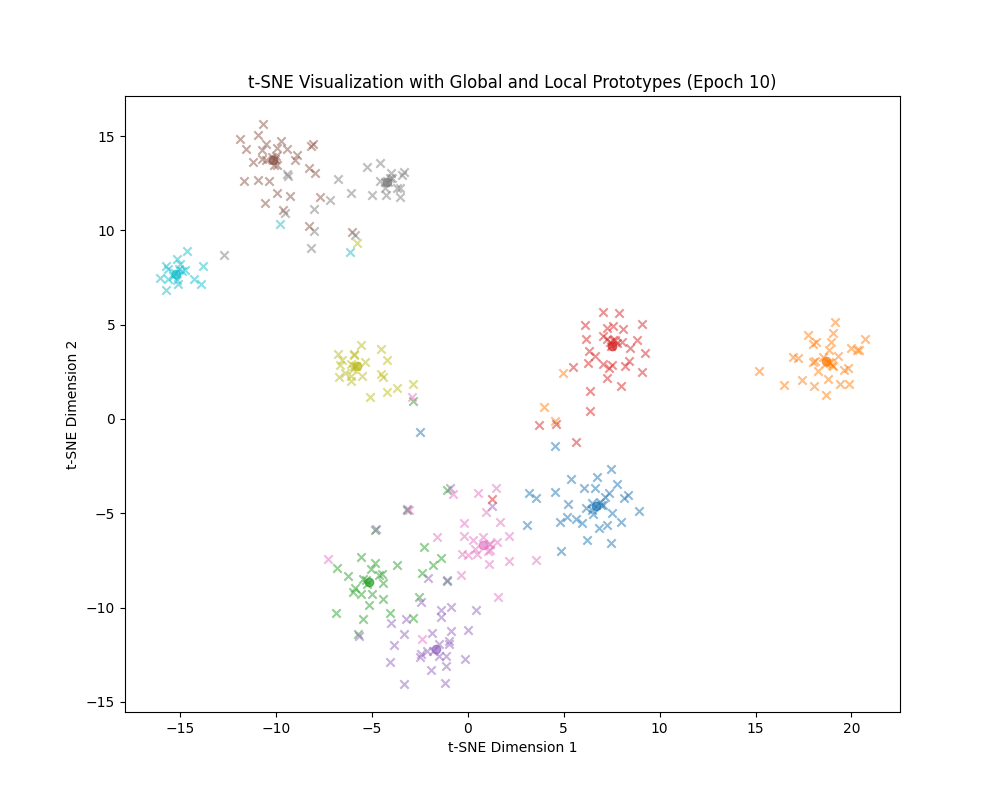 t-SNE Visualization with Global and Local Prototypes (Epoch 10)
15
10
5
0
−5
−10
−15
t-SNE Dimension 2
−15 −10 −5 0 5 10 15 20
t-SNE Dimension 1